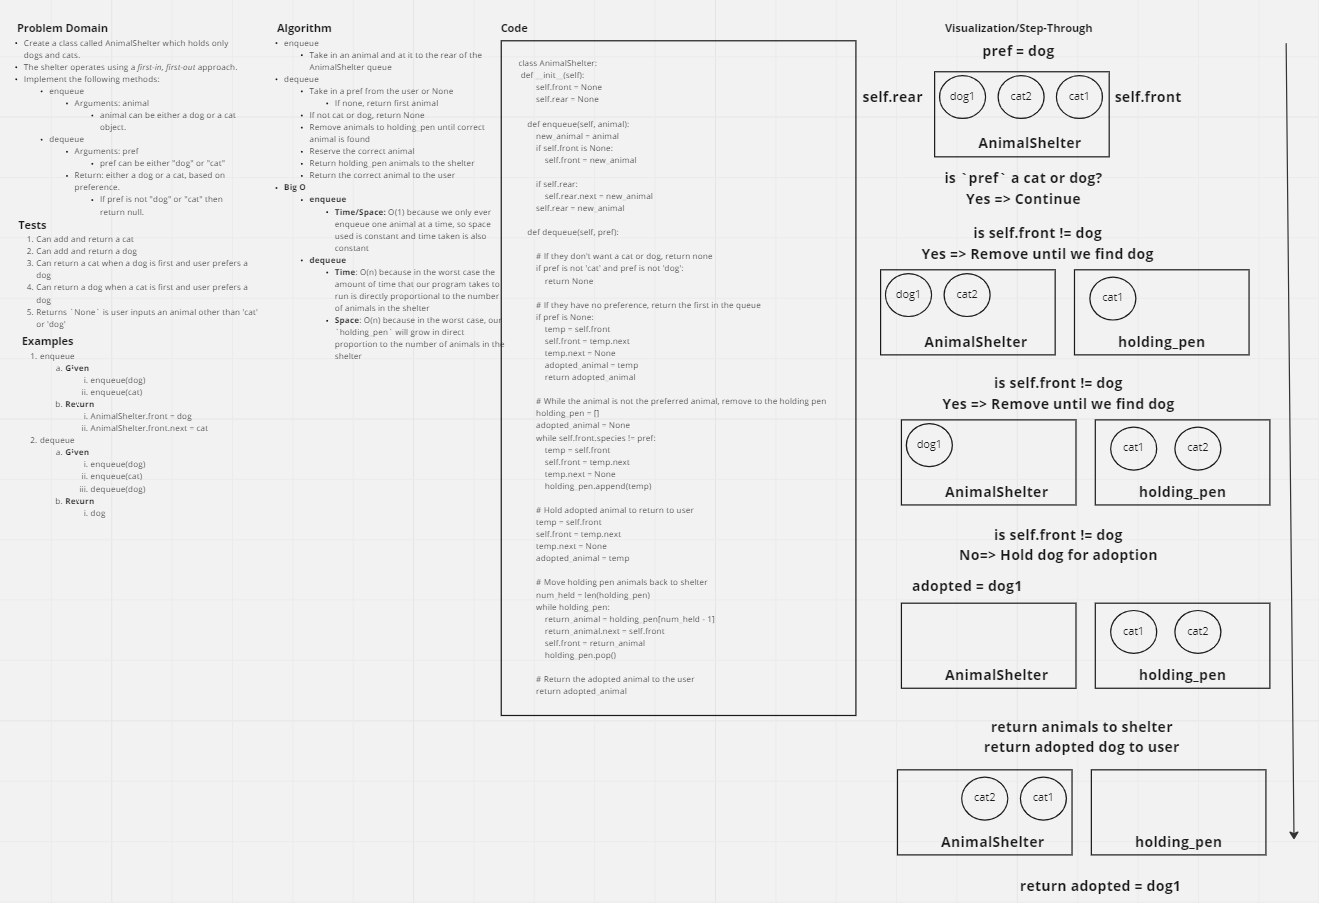 Problem Domain
• Create a class called AnimalShelter which holds only
dogs and cats.
• The shelter operates using a first-in, first-out approach.
• Implement the following methods:
• enqueue
• Arguments: animal
• animal can be either a dog or a cat
object.
• dequeue
• Arguments: pref
• pref can be either "dog" or "cat"
• Return: either a dog or a cat, based on
preference.
• If pref is not "dog" or "cat" then
return null.
Tests
1. Can add and return a cat
2. Can add and return a dog
3. Can return a cat when a dog is first and user prefers a
dog
4. Can return a dog when a cat is first and user prefers a
dog
5. Returns `None` is user inputs an animal other than 'cat'
or 'dog'
Examples
1. enqueue
a. Given
i. enqueue(dog)
ii. enqueue(cat)
b. Return
i. AnimalShelter.front = dog
ii. AnimalShelter.front.next = cat
2. dequeue
a. Given
i. enqueue(dog)
ii. enqueue(cat)
iii. dequeue(dog)
b. Return
i. dog
Algorithm
• enqueue
• Take in an animal and at it to the rear of the
AnimalShelter queue
• dequeue
• Take in a pref from the user or None
• If none, return first animal
• If not cat or dog, return None
• Remove animals to holding_pen until correct
animal is found
• Reserve the correct animal
• Return holding_pen animals to the shelter
• Return the correct animal to the user
• Big O
• enqueue
• Time/Space: O(1) because we only ever
enqueue one animal at a time, so space
used is constant and time taken is also
constant
• dequeue
• Time: O(n) because in the worst case the
amount of time that our program takes to
run is directly proportional to the number
of animals in the shelter
• Space: O(n) because in the worst case, our
`holding_pen` will grow in direct
proportion to the number of animals in the
shelter
Code
class AnimalShelter:
def __init__(self):
self.front = None
self.rear = None
def enqueue(self, animal):
new_animal = animal
if self.front is None:
self.front = new_animal
if self.rear:
self.rear.next = new_animal
self.rear = new_animal
def dequeue(self, pref):
# If they don't want a cat or dog, return none
if pref is not 'cat' and pref is not 'dog':
return None
# If they have no preference, return the first in the queue
if pref is None:
temp = self.front
self.front = temp.next
temp.next = None
adopted_animal = temp
return adopted_animal
# While the animal is not the preferred animal, remove to the holding pen
holding_pen = []
adopted_animal = None
while self.front.species != pref:
temp = self.front
self.front = temp.next
temp.next = None
holding_pen.append(temp)
# Hold adopted animal to return to user
temp = self.front
self.front = temp.next
temp.next = None
adopted_animal = temp
# Move holding pen animals back to shelter
num_held = len(holding_pen)
while holding_pen:
return_animal = holding_pen[num_held - 1]
return_animal.next = self.front
self.front = return_animal
holding_pen.pop()
# Return the adopted animal to the user
return adopted_animal
Visualization/Step-Through
pref = dog
self.rear dog1 cat2 cat1 self.front
AnimalShelter
is `pref` a cat or dog?
Yes => Continue
is self.front != dog
Yes => Remove until we find dog
dog1 cat2 cat1
AnimalShelter holding_pen
is self.front != dog
Yes => Remove until we find dog
dog1 cat1 cat2
AnimalShelter holding_pen
is self.front != dog
No=> Hold dog for adoption
adopted = dog1
cat1 cat2
AnimalShelter holding_pen
return animals to shelter
return adopted dog to user
cat2 cat1
AnimalShelter holding_pen
return adopted = dog1